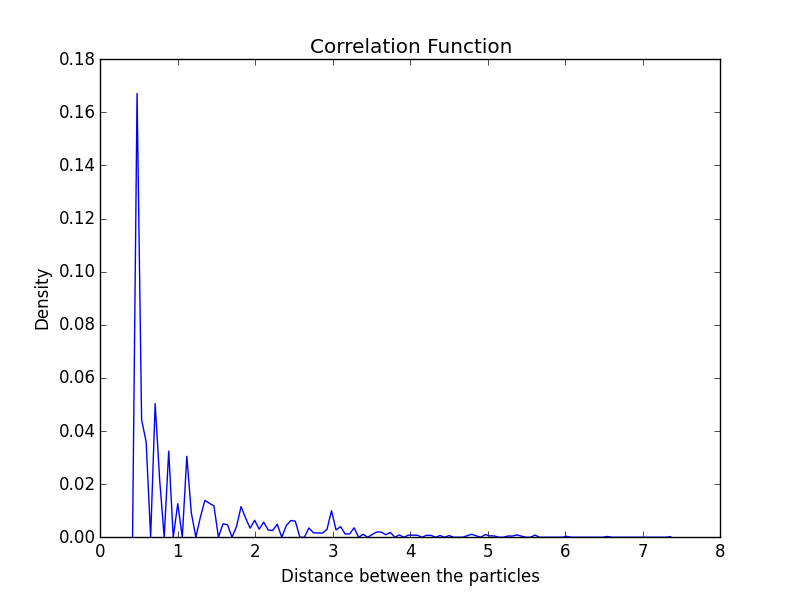 Correlation Function
0.18
0.16
0.14
0.12
0.10
0.08
0.06
0.04
0.02
0.00
Density
0 1 2 3 4 5 6 7 8
Distance between the particles